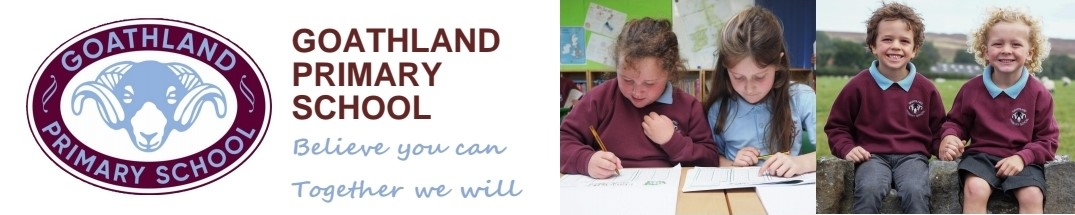 GOATHLAND
PRIMARY SCHOOL
GOATHLAND
PRIMARY
SCHOOL
Believe you can
Together we will